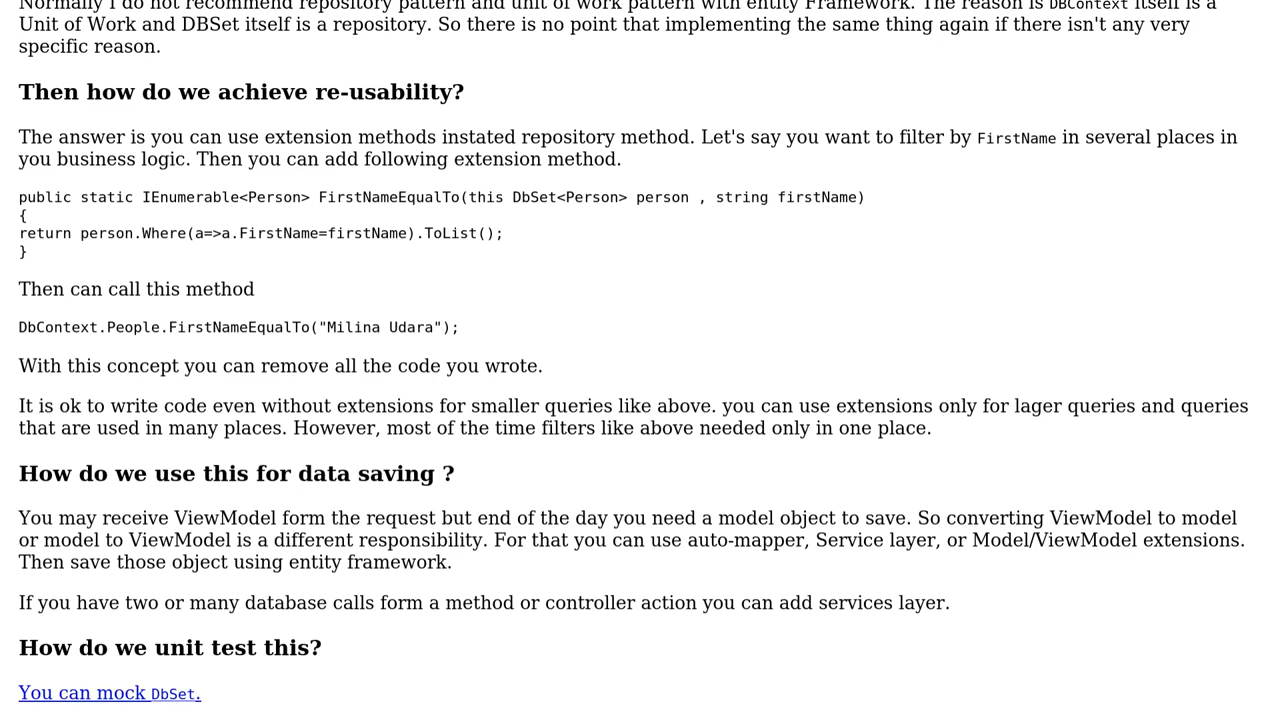 Normally I do not recommend repository pattern and unit of work pattern with entity Framework. The reason is DBContext itself is a
Unit of Work and DBSet itself is a repository. So there is no point that implementing the same thing again if there isn't any very
specific reason.
Then how do we achieve re-usability?
The answer is you can use extension methods instated repository method. Let's say you want to filter by FirstName in several places in
you business logic. Then you can add following extension method.
public static IEnumerable<Person> FirstNameEqualTo(this DbSet<Person> person , string firstName)
{
return person.Where(a=>a.FirstName=firstName).ToList();
}
Then can call this method
DbContext.People.FirstNameEqualTo("Milina Udara");
With this concept you can remove all the code you wrote.
It is ok to write code even without extensions for smaller queries like above. you can use extensions only for lager queries and queries
that are used in many places. However, most of the time filters like above needed only in one place.
How do we use this for data saving ?
You may receive ViewModel form the request but end of the day you need a model object to save. So converting ViewModel to model
or model to ViewModel is a different responsibility. For that you can use auto-mapper, Service layer, or Model/ViewModel extensions.
Then save those object using entity framework.
If you have two or many database calls form a method or controller action you can add services layer.
How do we unit test this?
You can mock DbSet.